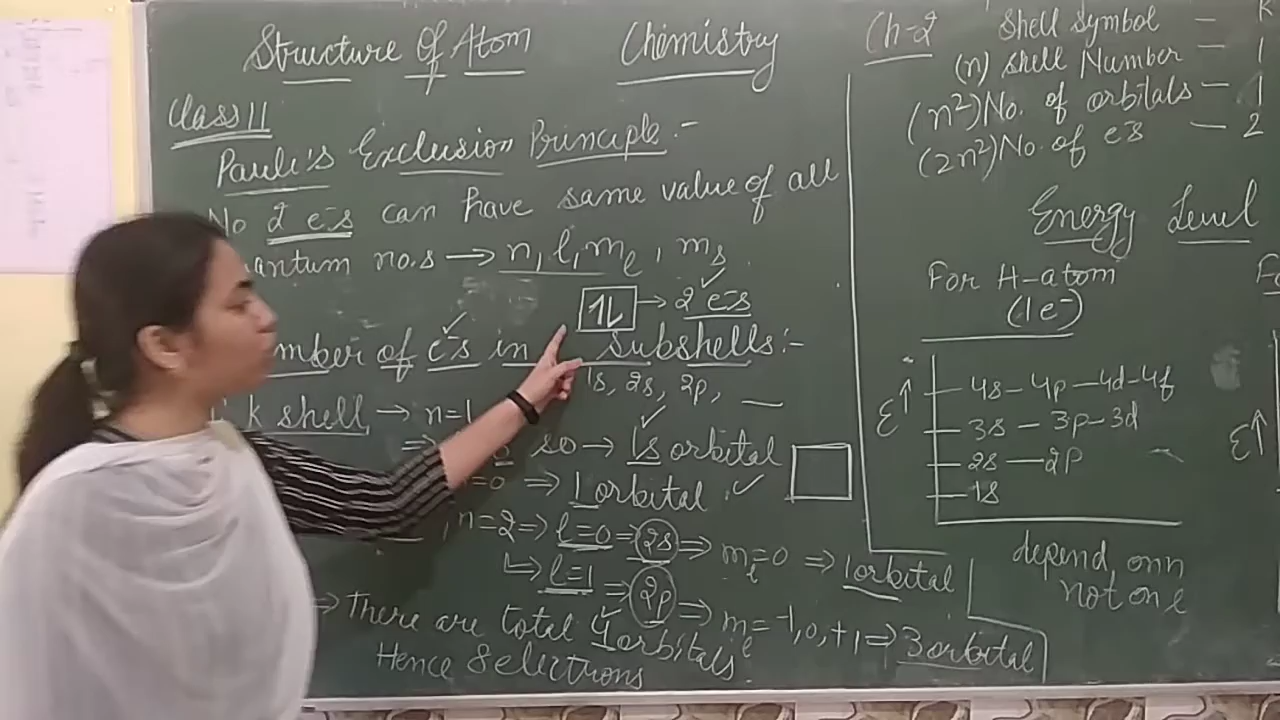 Structure Of Atom Chemistry Ch-2
Class 11
Pauli's Exclusion Principle:-
No 2 e⁻s can have same value of all
quantum no.s → n, l, mₗ, mₛ
1⇂ → 2 e⁻s
of e⁻s in subshells:-
1s, 2s, 2p, __
K shell → n=1
so → 1s orbital
=0 ⇒ 1 orbital
n=2 ⇒ l=0 ⇒ 2s ⇒ mₗ=0 ⇒ 1 orbital
↳ l=1 ⇒ 2p ⇒ mₗ=-1,0,+1 ⇒ 3 orbital
→ There are total 4 orbitals.
Hence 8 electrons
Shell Symbol — K
(n) Shell Number — 1
(n²) No. of orbitals — 1
(2n²) No. of e⁻s — 2
Energy Level
For H-atom
(1e⁻)
E ↑
4s-4p-4d-4f
3s-3p-3d
2s-2p
1s
depend on n
not on l
E ↑